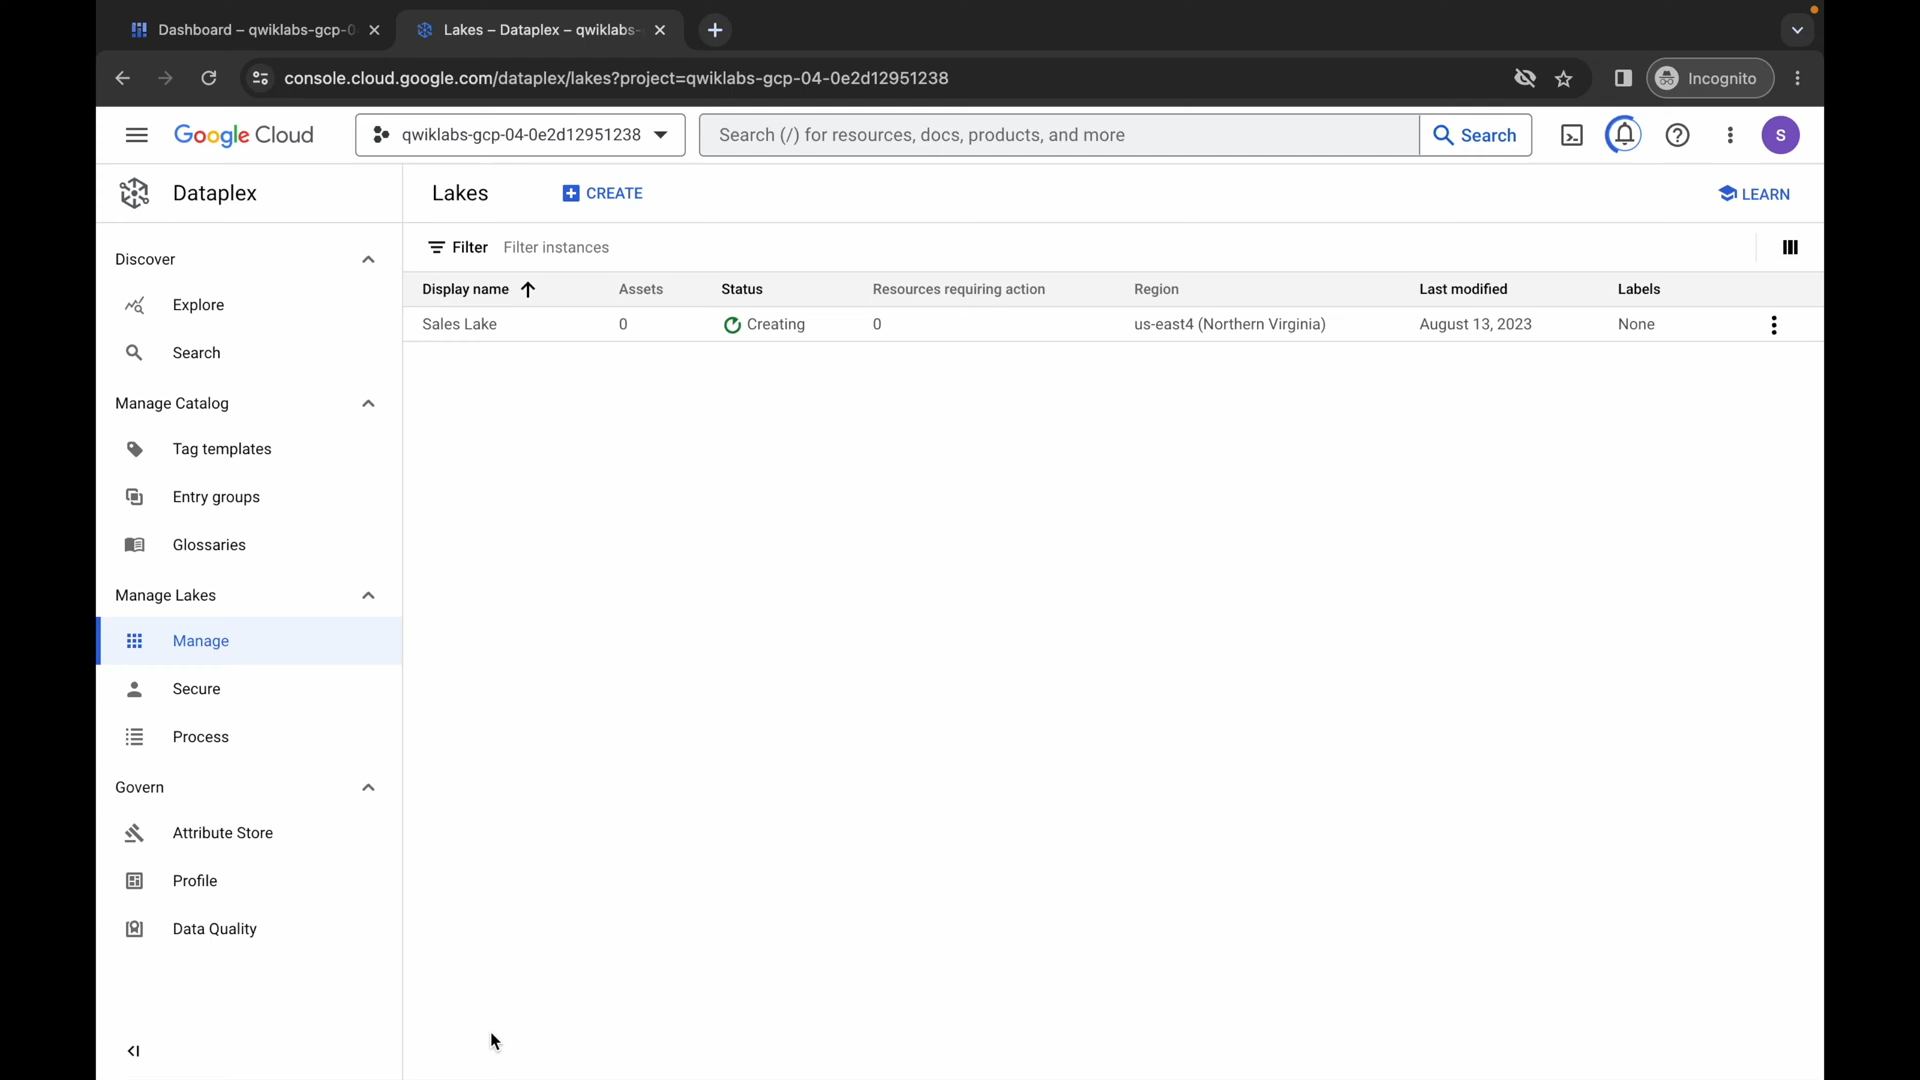 Dashboard – qwiklabs-gcp-0
Lakes – Dataplex – qwiklabs-
console.cloud.google.com/dataplex/lakes?project=qwiklabs-gcp-04-0e2d12951238
Incognito
Google Cloud
qwiklabs-gcp-04-0e2d12951238
Search (/) for resources, docs, products, and more
Search
S
Dataplex
Lakes
CREATE
LEARN
Discover
Explore
Search
Manage Catalog
Tag templates
Entry groups
Glossaries
Manage Lakes
Manage
Secure
Process
Govern
Attribute Store
Profile
Data Quality
Filter Filter instances
Display name Assets Status Resources requiring action Region Last modified Labels
Sales Lake 0 Creating 0 us-east4 (Northern Virginia) August 13, 2023 None